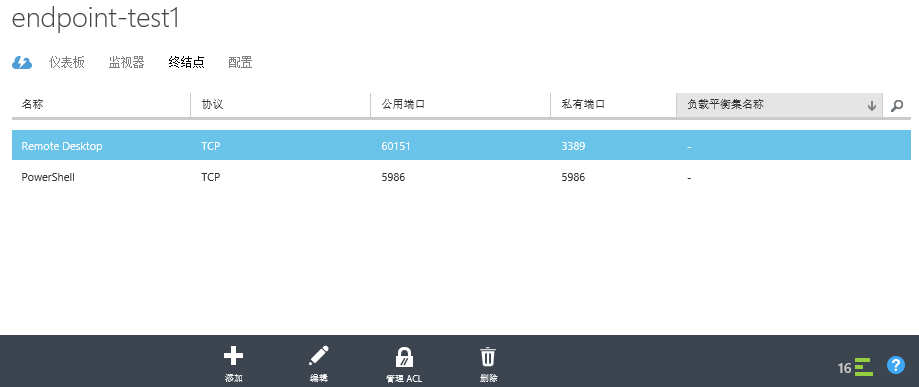 endpoint-test1
仪表板 监视器 终结点 配置
名称 协议 公用端口 私有端口 负载平衡集名称
Remote Desktop TCP 60151 3389 -
PowerShell TCP 5986 5986 -
添加 编辑 管理 ACL 删除
16 ?